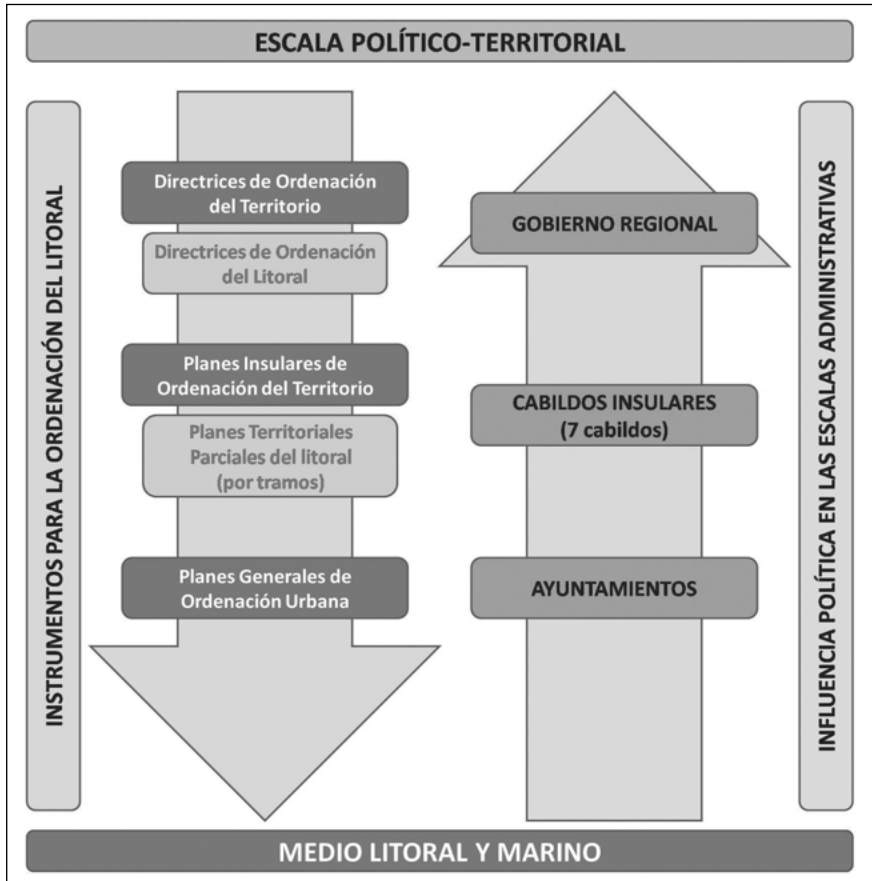 ESCALA POLÍTICO-TERRITORIAL
INSTRUMENTOS PARA LA ORDENACIÓN DEL LITORAL
Directrices de Ordenación
del Territorio
Directrices de Ordenación
del Litoral
Planes Insulares de
Ordenación del Territorio
Planes Territoriales
Parciales del litoral
(por tramos)
Planes Generales de
Ordenación Urbana
GOBIERNO REGIONAL
CABILDOS INSULARES
(7 cabildos)
AYUNTAMIENTOS
INFLUENCIA POLÍTICA EN LAS ESCALAS ADMINISTRATIVAS
MEDIO LITORAL Y MARINO